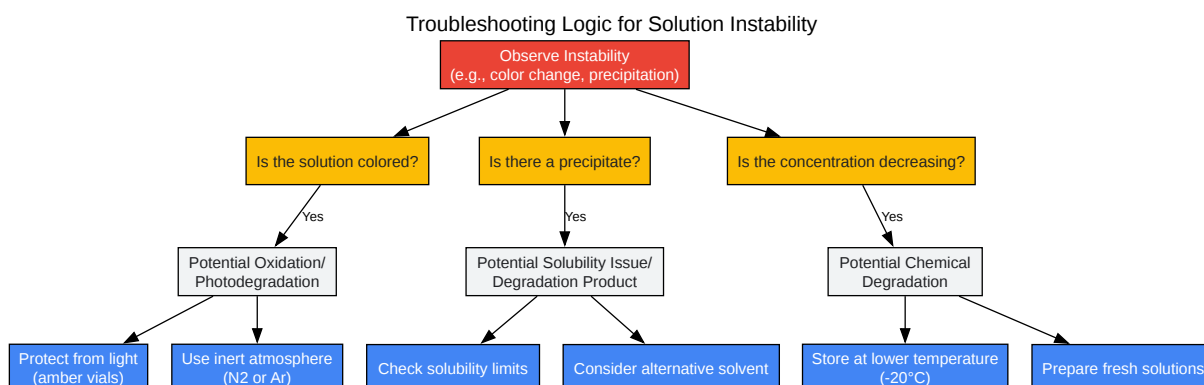 Troubleshooting Logic for Solution Instability
Observe Instability
(e.g., color change, precipitation)
Is the solution colored?
Is there a precipitate?
Is the concentration decreasing?
Yes
Yes
Yes
Potential Oxidation/
Photodegradation
Potential Solubility Issue/
Degradation Product
Potential Chemical
Degradation
Protect from light
(amber vials)
Use inert atmosphere
(N2 or Ar)
Check solubility limits
Consider alternative solvent
Store at lower temperature
(-20°C)
Prepare fresh solutions